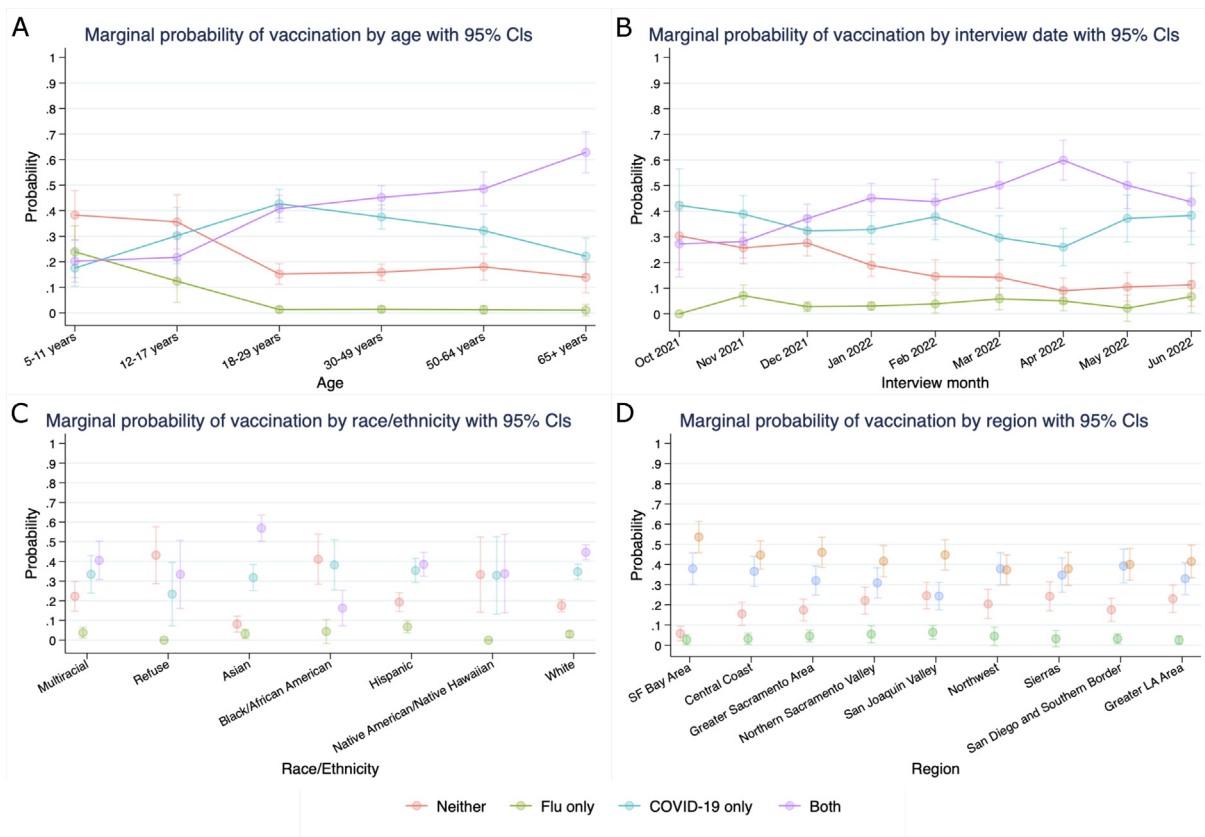 A
Marginal probability of vaccination by age with 95% CIs
1
.9
.8
.7
.6
.5
.4
.3
.2
.1
0
Probability
5-11 years
12-17 years
18-29 years
30-49 years
50-64 years
65+ years
Age
B
Marginal probability of vaccination by interview date with 95% CIs
1
.9
.8
.7
.6
.5
.4
.3
.2
.1
0
Probability
Oct 2021
Nov 2021
Dec 2021
Jan 2022
Feb 2022
Mar 2022
Apr 2022
May 2022
Jun 2022
Interview month
C
Marginal probability of vaccination by race/ethnicity with 95% CIs
1
.9
.8
.7
.6
.5
.4
.3
.2
.1
0
Probability
Multiracial
Refuse
Asian
Black/African American
Hispanic
Native American/Native Hawaiian
White
Race/Ethnicity
D
Marginal probability of vaccination by region with 95% CIs
1
.9
.8
.7
.6
.5
.4
.3
.2
.1
0
Probability
SF Bay Area
Central Coast
Greater Sacramento Area
Northern Sacramento Valley
San Joaquin Valley
Northwest
Sierras
San Diego and Southern Border
Greater LA Area
Region
Neither
Flu only
COVID-19 only
Both